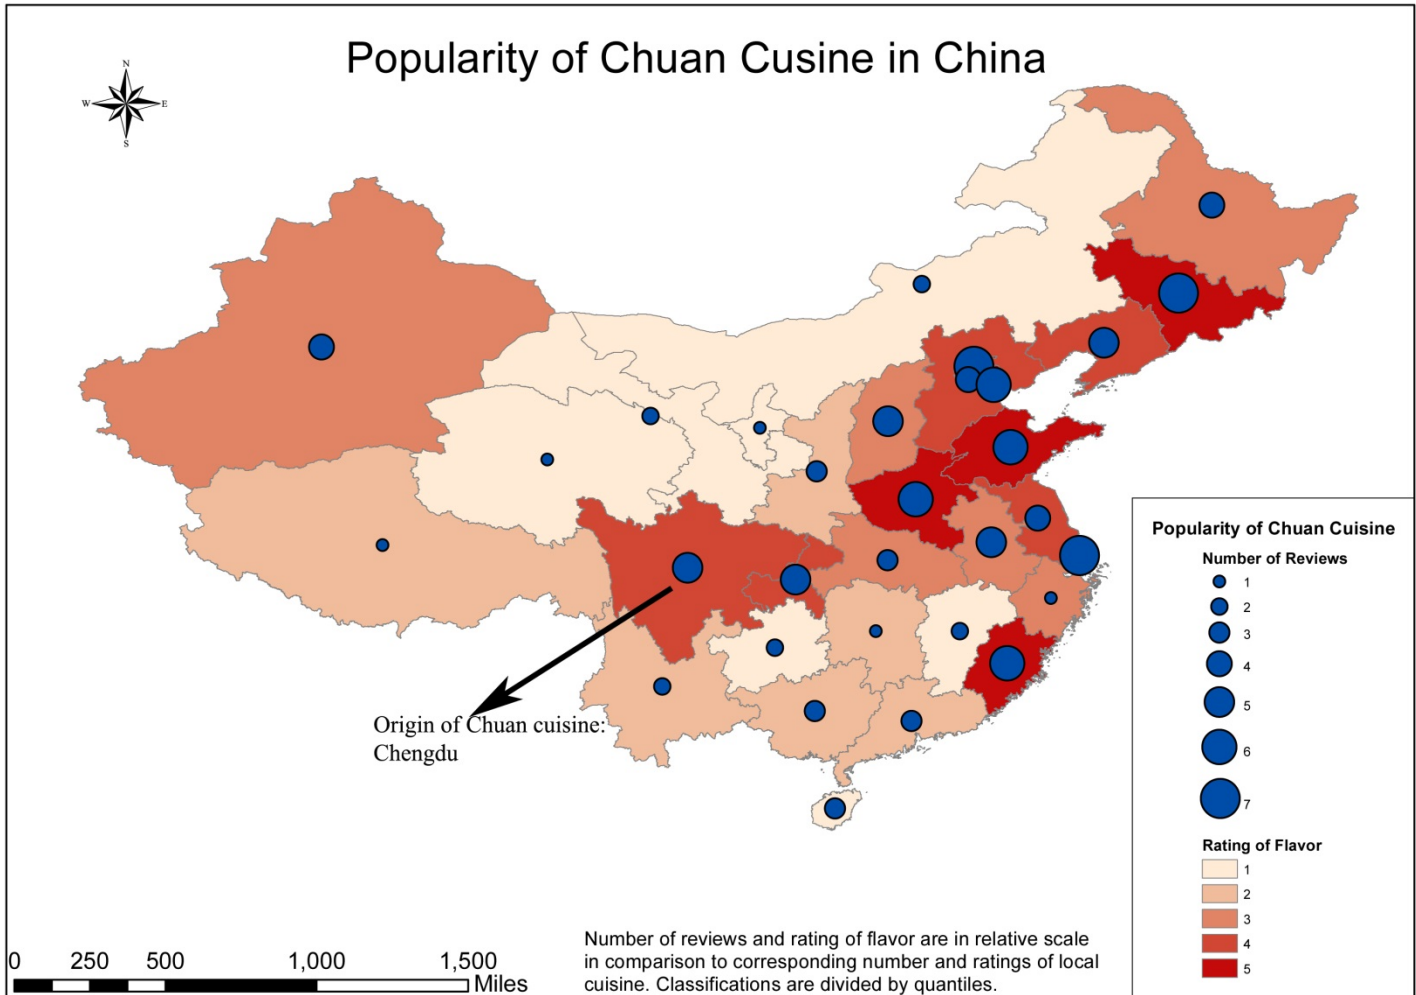 Popularity of Chuan Cusine in China
N
W
E
S
Origin of Chuan cuisine:
Chengdu
Popularity of Chuan Cuisine
Number of Reviews
1
2
3
4
5
6
7
Rating of Flavor
1
2
3
4
5
0 250 500 1,000 1,500
Miles
Number of reviews and rating of flavor are in relative scale
in comparison to corresponding number and ratings of local
cuisine. Classifications are divided by quantiles.